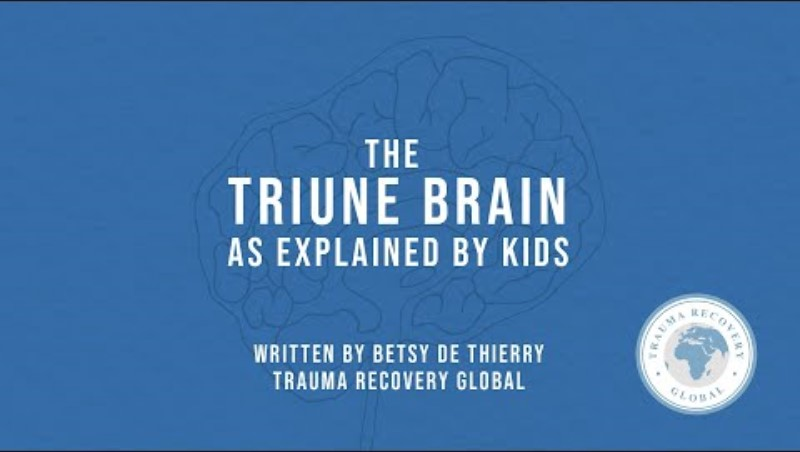 THE
TRIUNE BRAIN
AS EXPLAINED BY KIDS
WRITTEN BY BETSY DE THIERRY
TRAUMA RECOVERY GLOBAL
TRAUMA RECOVERY
GLOBAL